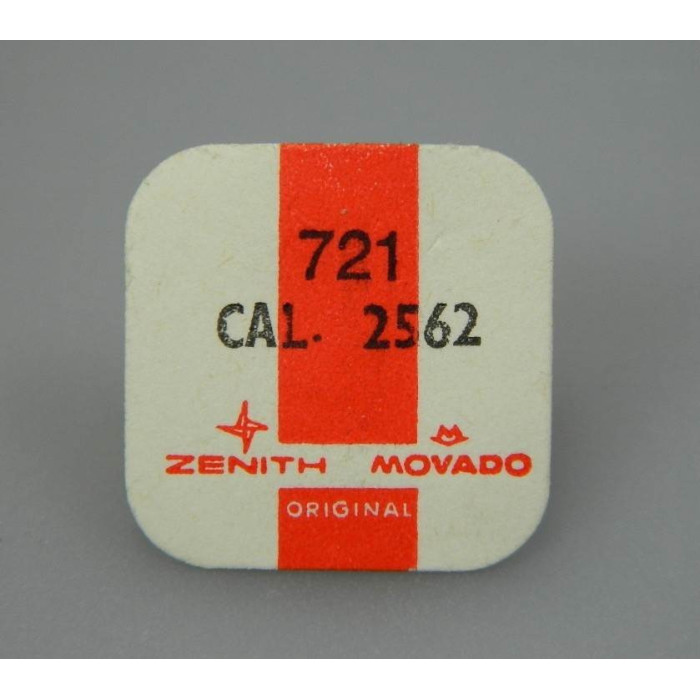 721
CAL. 2562
ZENITH MOVADO
ORIGINAL